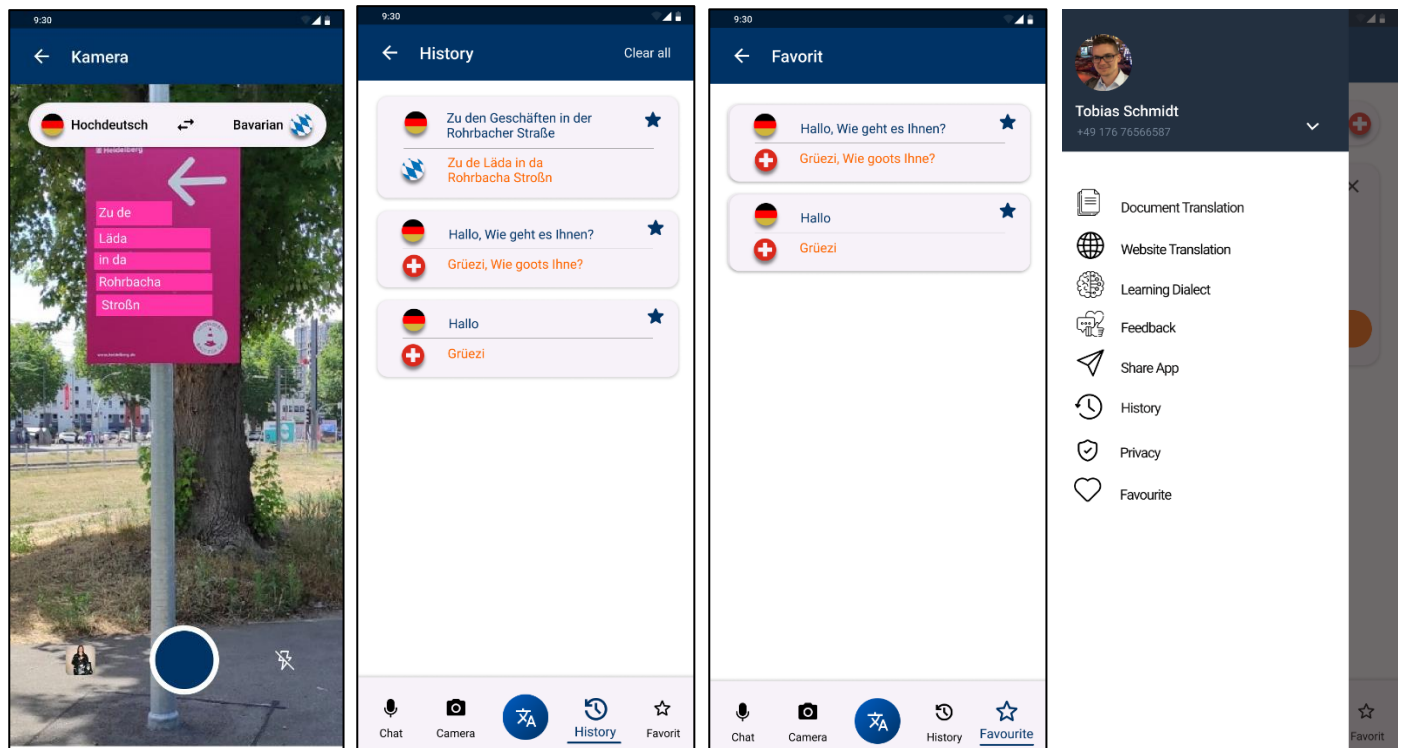 9:30
Kamera
Hochdeutsch
Bavarian
Heidelberg
Zu de
Läda
in da
Rohrbacha
Stroßn
www.heidelberg.de
9:30
History
Clear all
Zu den Geschäften in der
Rohrbacher Straße
Zu de Läda in da
Rohrbacha Stroßn
Hallo, Wie geht es Ihnen?
Grüezi, Wie goots Ihne?
Hallo
Grüezi
Chat
Camera
History
Favorit
9:30
Favorit
Hallo, Wie geht es Ihnen?
Grüezi, Wie goots Ihne?
Hallo
Grüezi
Chat
Camera
History
Favourite
Tobias Schmidt
+49 176 76566587
Document Translation
Website Translation
Learning Dialect
Feedback
Share App
History
Privacy
Favourite
Favorit